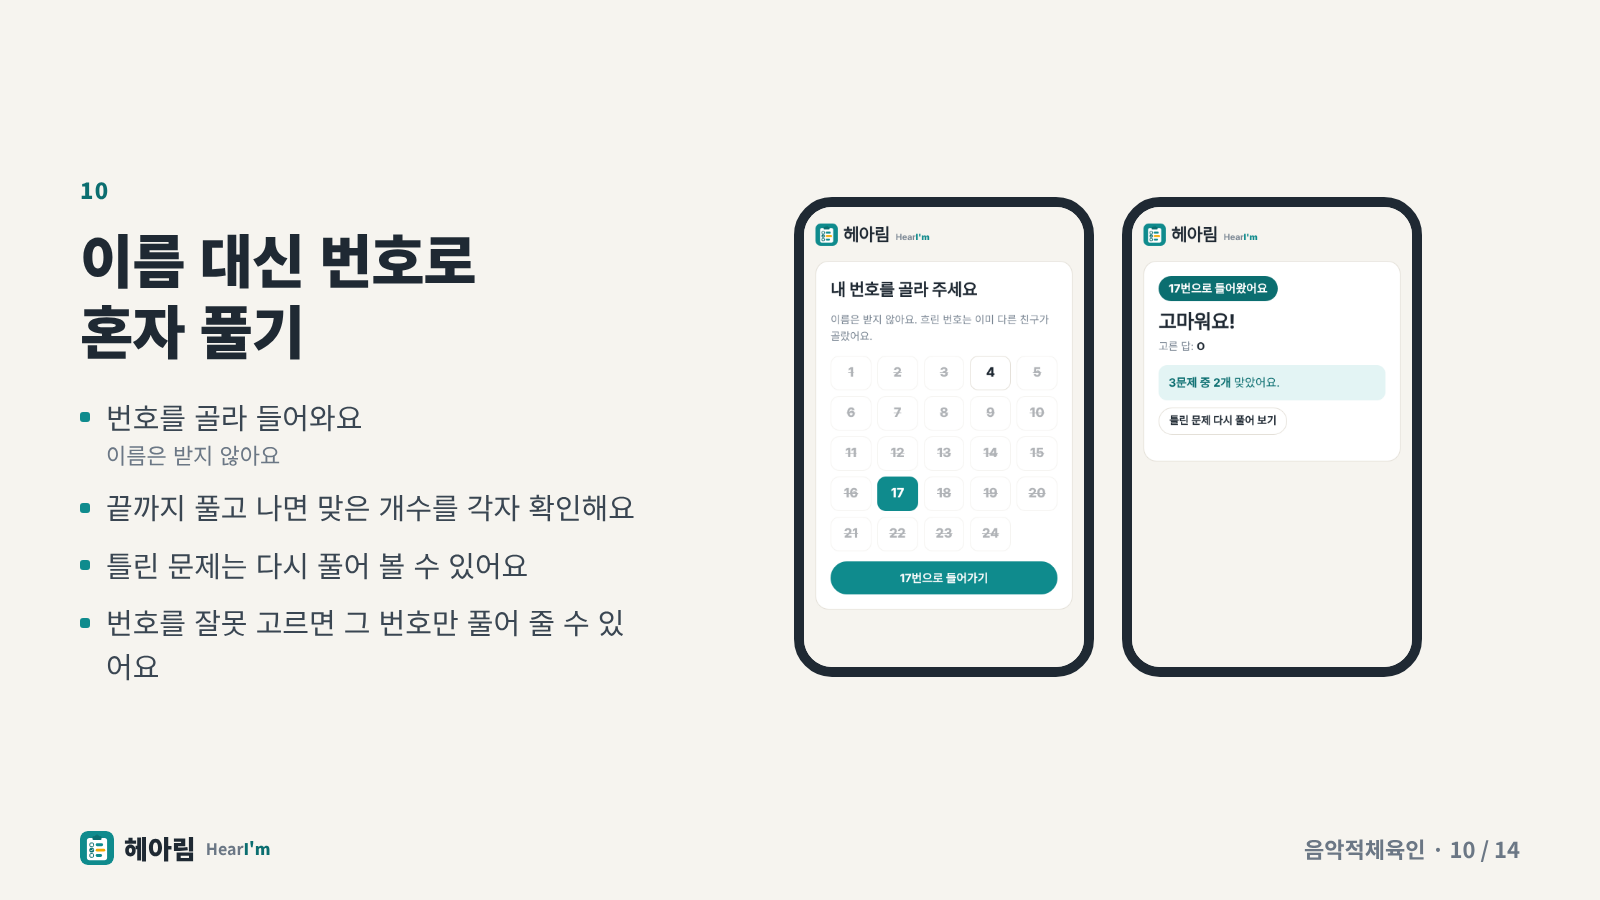 10
이름 대신 번호로
혼자 풀기
번호를 골라 들어와요
이름은 받지 않아요
끝까지 풀고 나면 맞은 개수를 각자 확인해요
틀린 문제는 다시 풀어 볼 수 있어요
번호를 잘못 고르면 그 번호만 풀어 줄 수 있
어요
헤아림 HearI'm
내 번호를 골라 주세요
이름은 받지 않아요. 흐린 번호는 이미 다른 친구가
골랐어요.
1 2 3 4 5
6 7 8 9 10
11 12 13 14 15
16 17 18 19 20
21 22 23 24
17번으로 들어가기
헤아림 HearI'm
17번으로 들어왔어요
고마워요!
고른 답: O
3문제 중 2개 맞았어요.
틀린 문제 다시 풀어 보기
헤아림 HearI'm
음악적체육인 · 10 / 14